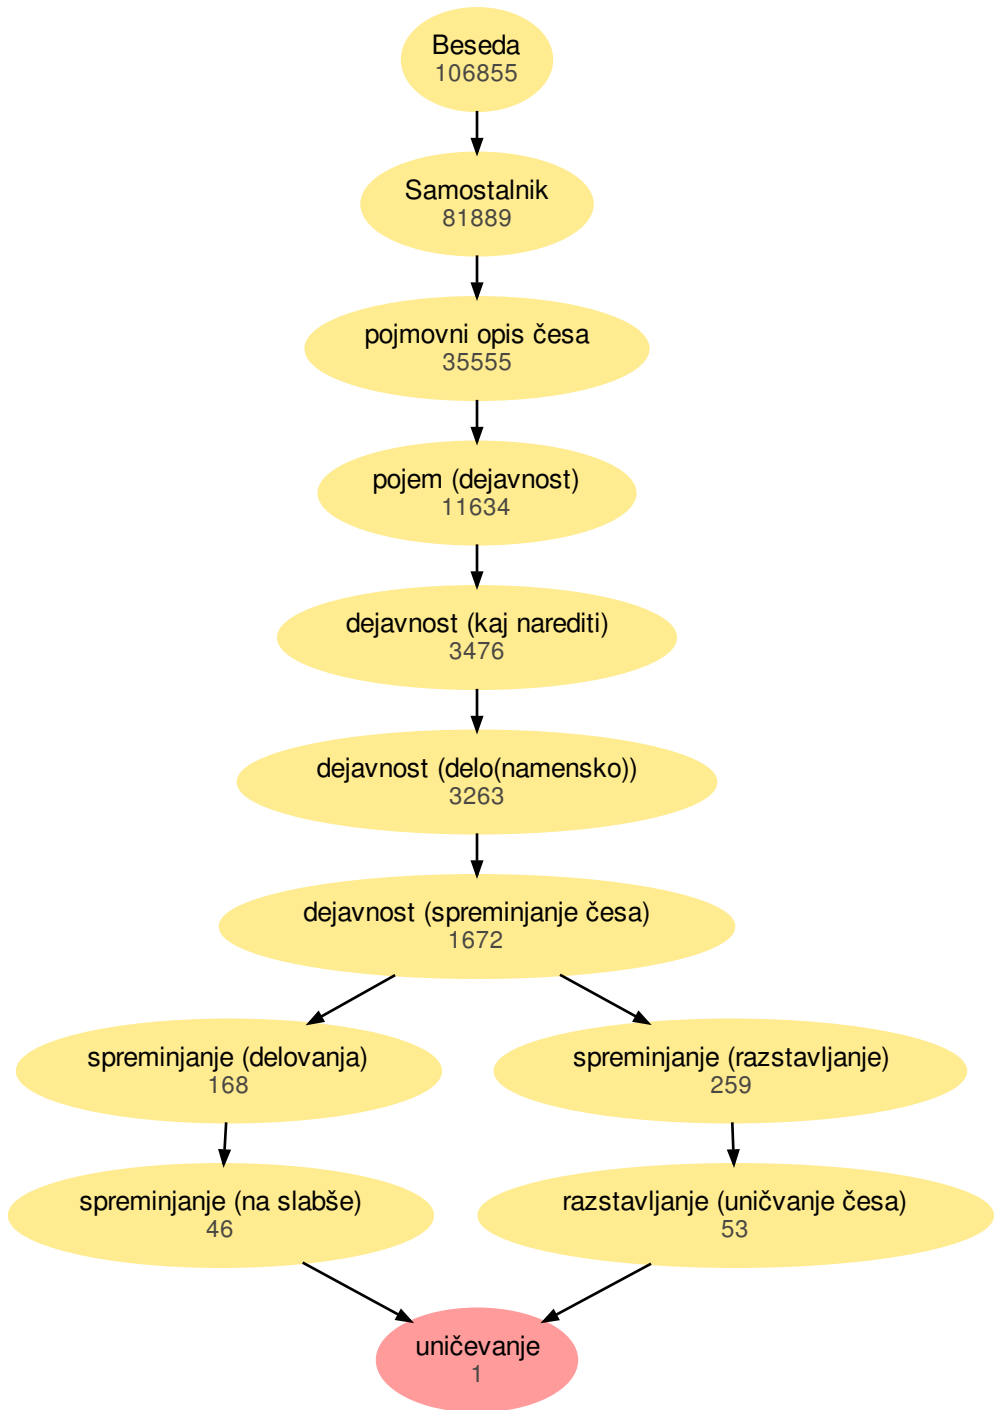 Beseda
106855
Samostalnik
81889
pojmovni opis česa
35555
pojem (dejavnost)
11634
dejavnost (kaj narediti)
3476
dejavnost (delo(namensko))
3263
dejavnost (spreminjanje česa)
1672
spreminjanje (delovanja)
168
spreminjanje (razstavljanje)
259
spreminjanje (na slabše)
46
razstavljanje (uničvanje česa)
53
uničevanje
1